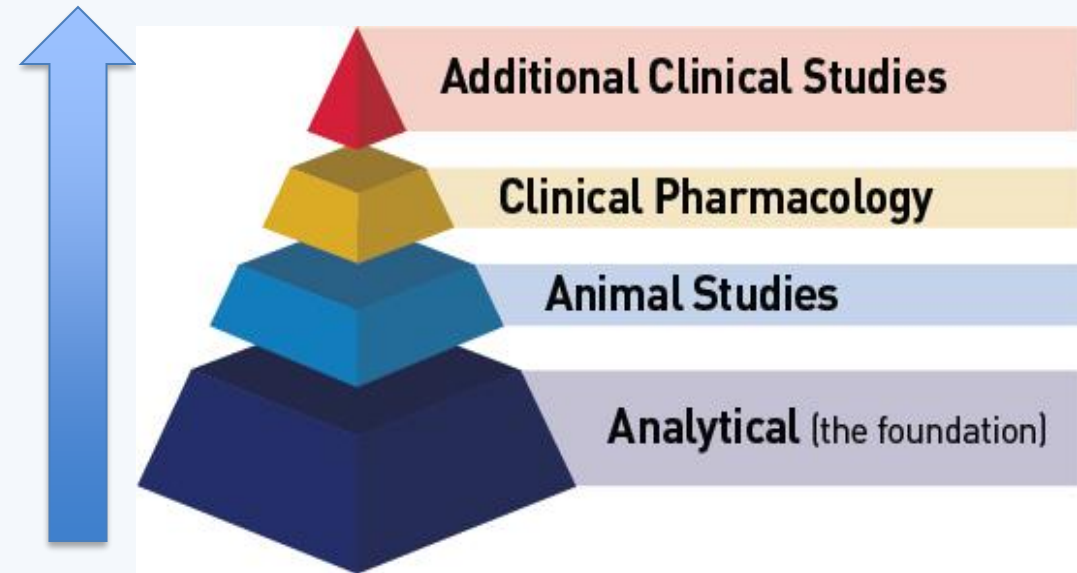 Additional Clinical Studies
Clinical Pharmacology
Animal Studies
Analytical (the foundation)